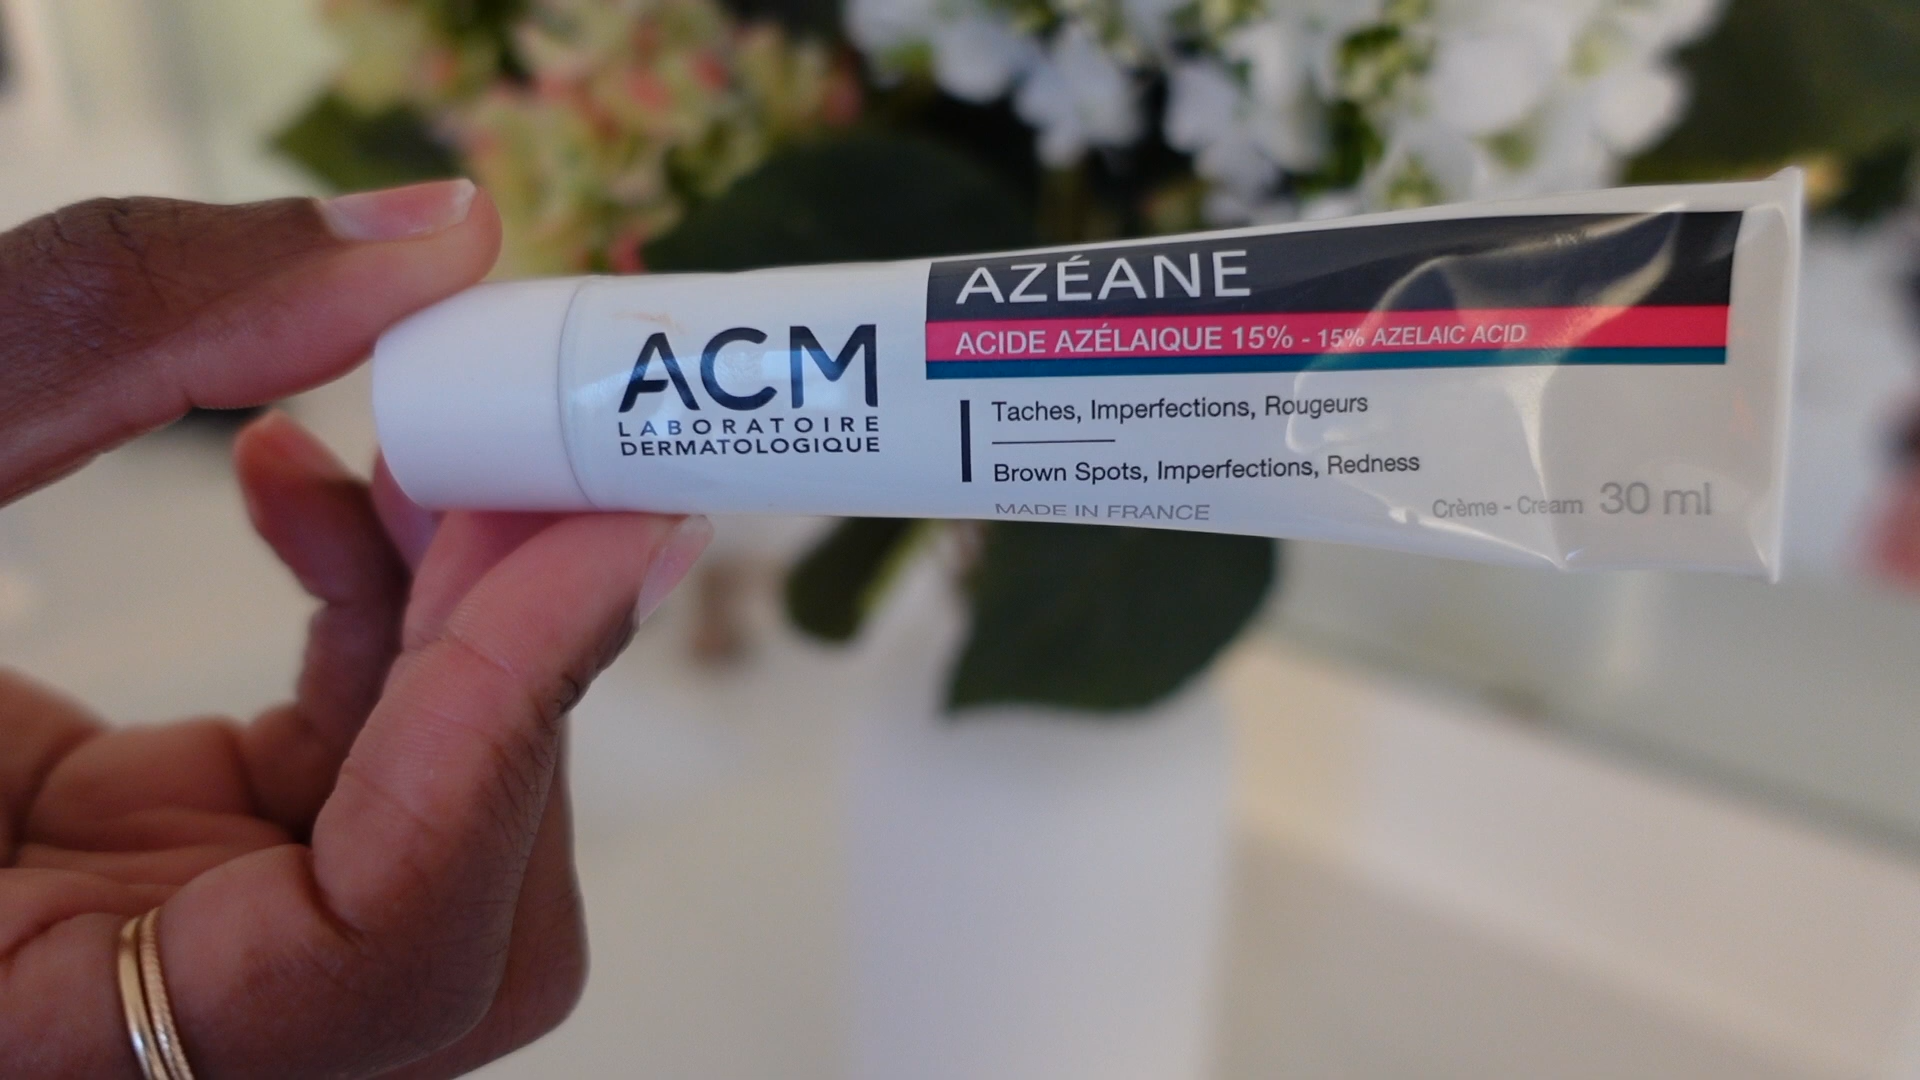 ACM
LABORATOIRE
DERMATOLOGIQUE
AZÉANE
ACIDE AZÉLAIQUE 15% - 15% AZELAIC ACID
Taches, Imperfections, Rougeurs
Brown Spots, Imperfections, Redness
MADE IN FRANCE
Crème - Cream 30 ml